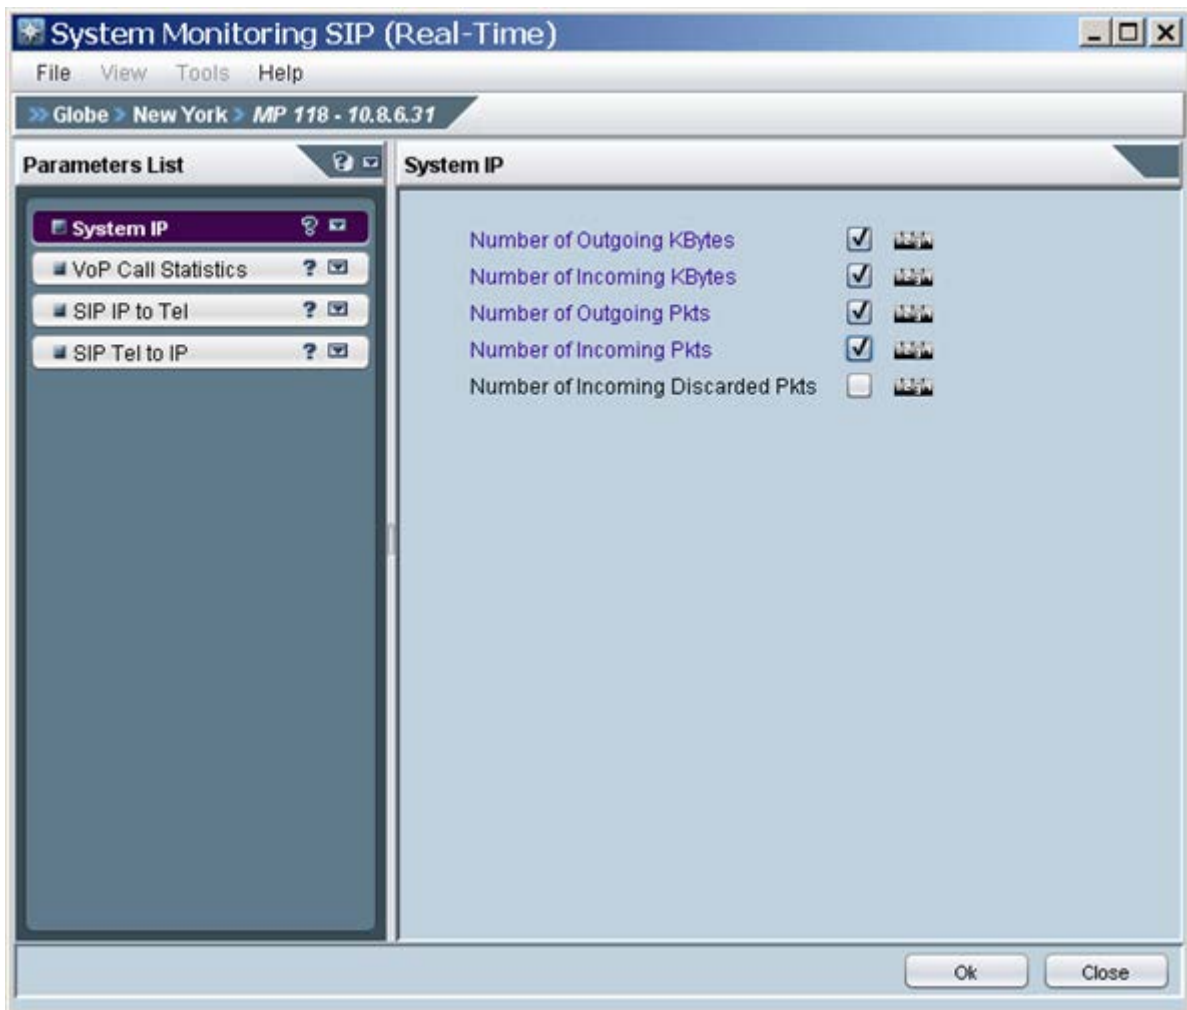 System Monitoring SIP (Real-Time)
File View Tools Help
Globe > New York > MP 118 - 10.8.6.31
Parameters List
System IP
VoP Call Statistics
SIP IP to Tel
SIP Tel to IP
System IP
Number of Outgoing KBytes
Number of Incoming KBytes
Number of Outgoing Pkts
Number of Incoming Pkts
Number of Incoming Discarded Pkts
Ok
Close